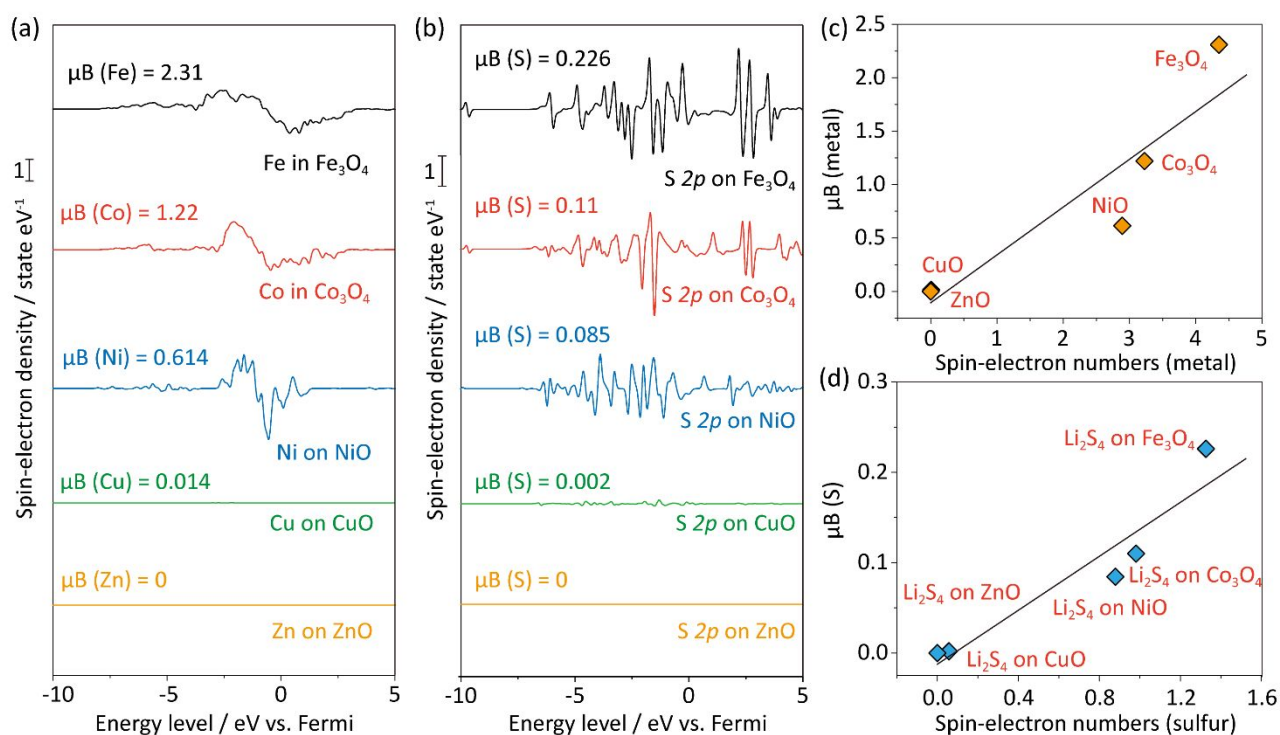 (a)
Spin-electron density / state eV⁻¹
1
μB (Fe) = 2.31
Fe in Fe₃O₄
μB (Co) = 1.22
Co in Co₃O₄
μB (Ni) = 0.614
Ni on NiO
μB (Cu) = 0.014
Cu on CuO
μB (Zn) = 0
Zn on ZnO
-10 -5 0 5
Energy level / eV vs. Fermi
(b)
Spin-electron density / state eV⁻¹
1
μB (S) = 0.226
S 2p on Fe₃O₄
μB (S) = 0.11
S 2p on Co₃O₄
μB (S) = 0.085
S 2p on NiO
μB (S) = 0.002
S 2p on CuO
μB (S) = 0
S 2p on ZnO
-10 -5 0 5
Energy level / eV vs. Fermi
(c)
μB (metal)
2.5
2.0
1.5
1.0
0.5
0.0
Fe₃O₄
Co₃O₄
NiO
CuO
ZnO
0 1 2 3 4 5
Spin-electron numbers (metal)
(d)
μB (S)
0.3
0.2
0.1
0.0
Li₂S₄ on Fe₃O₄
Li₂S₄ on Co₃O₄
Li₂S₄ on ZnO
Li₂S₄ on NiO
Li₂S₄ on CuO
0.0 0.4 0.8 1.2 1.6
Spin-electron numbers (sulfur)